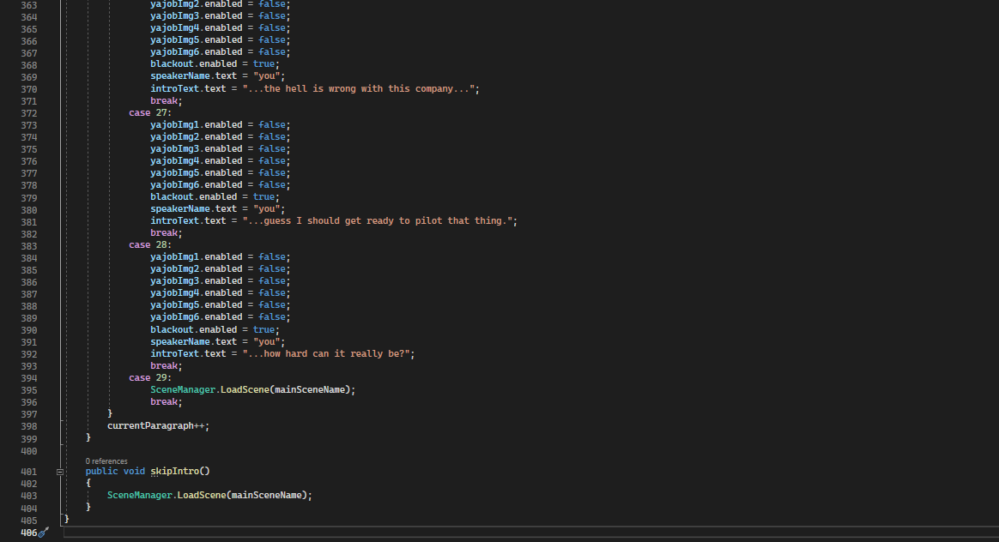 363 yajobImg2.enabled = false;
364 yajobImg3.enabled = false;
365 yajobImg4.enabled = false;
366 yajobImg5.enabled = false;
367 yajobImg6.enabled = false;
368 blackout.enabled = true;
369 speakerName.text = "you";
370 introText.text = "...the hell is wrong with this company...";
371 break;
372 case 27:
373 yajobImg1.enabled = false;
374 yajobImg2.enabled = false;
375 yajobImg3.enabled = false;
376 yajobImg4.enabled = false;
377 yajobImg5.enabled = false;
378 yajobImg6.enabled = false;
379 blackout.enabled = true;
380 speakerName.text = "you";
381 introText.text = "...guess I should get ready to pilot that thing.";
382 break;
383 case 28:
384 yajobImg1.enabled = false;
385 yajobImg2.enabled = false;
386 yajobImg3.enabled = false;
387 yajobImg4.enabled = false;
388 yajobImg5.enabled = false;
389 yajobImg6.enabled = false;
390 blackout.enabled = true;
391 speakerName.text = "you";
392 introText.text = "...how hard can it really be?";
393 break;
394 case 29:
395 SceneManager.LoadScene(mainSceneName);
396 break;
397 }
398 currentParagraph++;
399 }
400
0 references
401 public void skipIntro()
402 {
403 SceneManager.LoadScene(mainSceneName);
404 }
405 }
406